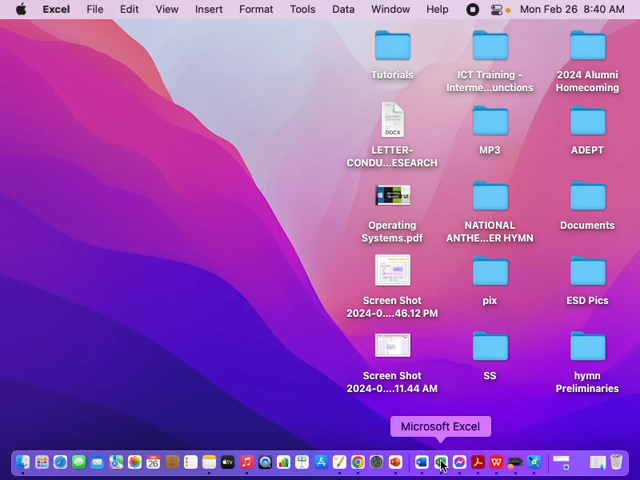 Excel File Edit View Insert Format Tools Data Window Help Mon Feb 26 8:40 AM
Tutorials
ICT Training -
Interme...unctions
2024 Alumni
Homecoming
DOCX
LETTER-
CONDU...ESEARCH
MP3
ADEPT
Operating
Systems.pdf
NATIONAL
ANTHE...ER HYMN
Documents
Screen Shot
2024-0....46.12 PM
pix
ESD Pics
Screen Shot
2024-0....11.44 AM
SS
hymn
Preliminaries
Microsoft Excel
FEB
26
tv